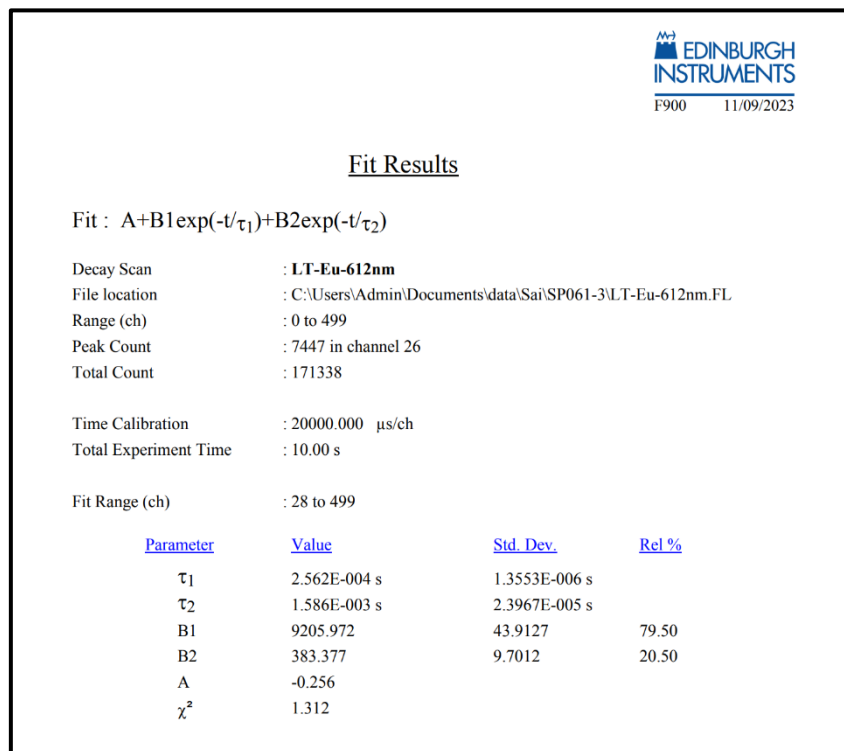 EDINBURGH
INSTRUMENTS
F900 11/09/2023
Fit Results
Fit : A+B1exp(-t/τ1)+B2exp(-t/τ2)
Decay Scan : LT-Eu-612nm
File location : C:\Users\Admin\Documents\data\Sai\SP061-3\LT-Eu-612nm.FL
Range (ch) : 0 to 499
Peak Count : 7447 in channel 26
Total Count : 171338
Time Calibration : 20000.000 µs/ch
Total Experiment Time : 10.00 s
Fit Range (ch) : 28 to 499
Parameter Value Std. Dev. Rel %
τ1 2.562E-004 s 1.3553E-006 s
τ2 1.586E-003 s 2.3967E-005 s
B1 9205.972 43.9127 79.50
B2 383.377 9.7012 20.50
A -0.256
χ² 1.312